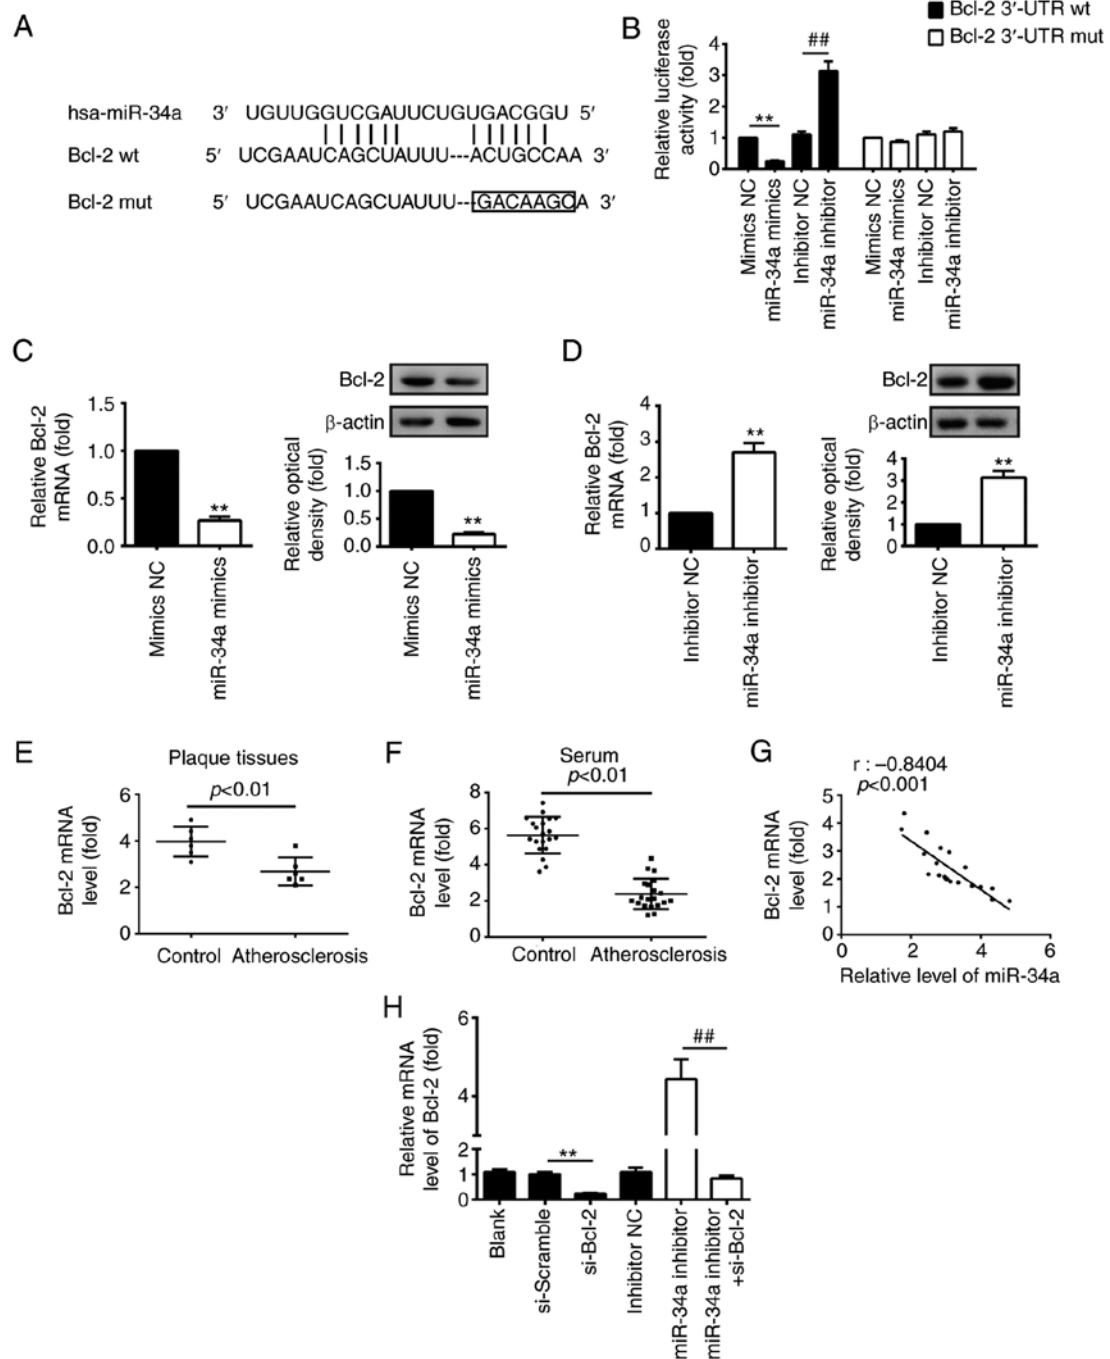 A
hsa-miR-34a 3′ UGUUGGUCGAUUCUGUGACGGU 5′
Bcl-2 wt 5′ UCGAAUCAGCUAUUU---ACUGCCAA 3′
Bcl-2 mut 5′ UCGAAUCAGCUAUUU---GACAAGCA 3′
B
Bcl-2 3′-UTR wt
Bcl-2 3′-UTR mut
Relative luciferase
activity (fold)
4
3
2
1
0
**
##
Mimics NC
miR-34a mimics
Inhibitor NC
miR-34a inhibitor
Mimics NC
miR-34a mimics
Inhibitor NC
miR-34a inhibitor
C
Relative Bcl-2
mRNA (fold)
1.5
1.0
0.5
0.0
**
Mimics NC
miR-34a mimics
Bcl-2
β-actin
Relative optical
density (fold)
1.5
1.0
0.5
0.0
**
Mimics NC
miR-34a mimics
D
Relative Bcl-2
mRNA (fold)
4
3
2
1
0
**
Inhibitor NC
miR-34a inhibitor
Bcl-2
β-actin
Relative optical
density (fold)
4
3
2
1
0
**
Inhibitor NC
miR-34a inhibitor
E
Plaque tissues
p<0.01
Bcl-2 mRNA
level (fold)
6
4
2
0
Control Atherosclerosis
F
Serum
p<0.01
Bcl-2 mRNA
level (fold)
8
6
4
2
0
Control Atherosclerosis
G
r : −0.8404
p<0.001
Bcl-2 mRNA
level (fold)
5
4
3
2
1
0
0 2 4 6
Relative level of miR-34a
H
Relative mRNA
level of Bcl-2 (fold)
6
4
2
1
0
**
##
Blank
si-Scramble
si-Bcl-2
Inhibitor NC
miR-34a inhibitor
miR-34a inhibitor
+si-Bcl-2